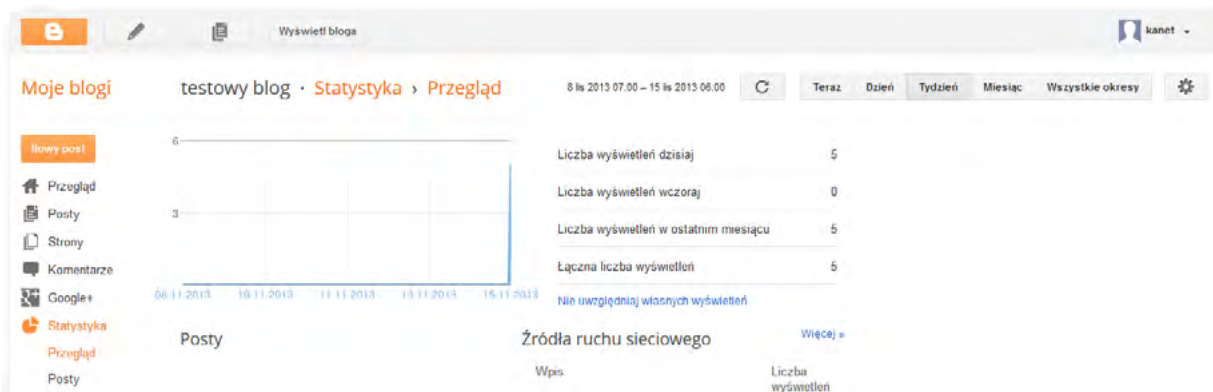 Wyświetl bloga
kanet
Moje blogi
testowy blog · Statystyka › Przegląd
8 lis 2013 07.00 – 15 lis 2013 06.00
Teraz Dzień Tydzień Miesiąc Wszystkie okresy
Nowy post
Przegląd
Posty
Strony
Komentarze
Google+
Statystyka
Przegląd
Posty
6
3
08.11.2013 10.11.2013 11.11.2013 13.11.2013 15.11.2013
Liczba wyświetleń dzisiaj 5
Liczba wyświetleń wczoraj 0
Liczba wyświetleń w ostatnim miesiącu 5
Łączna liczba wyświetleń 5
Nie uwzględniaj własnych wyświetleń
Posty
Źródła ruchu sieciowego
Więcej »
Wpis
Liczba
wyświetleń